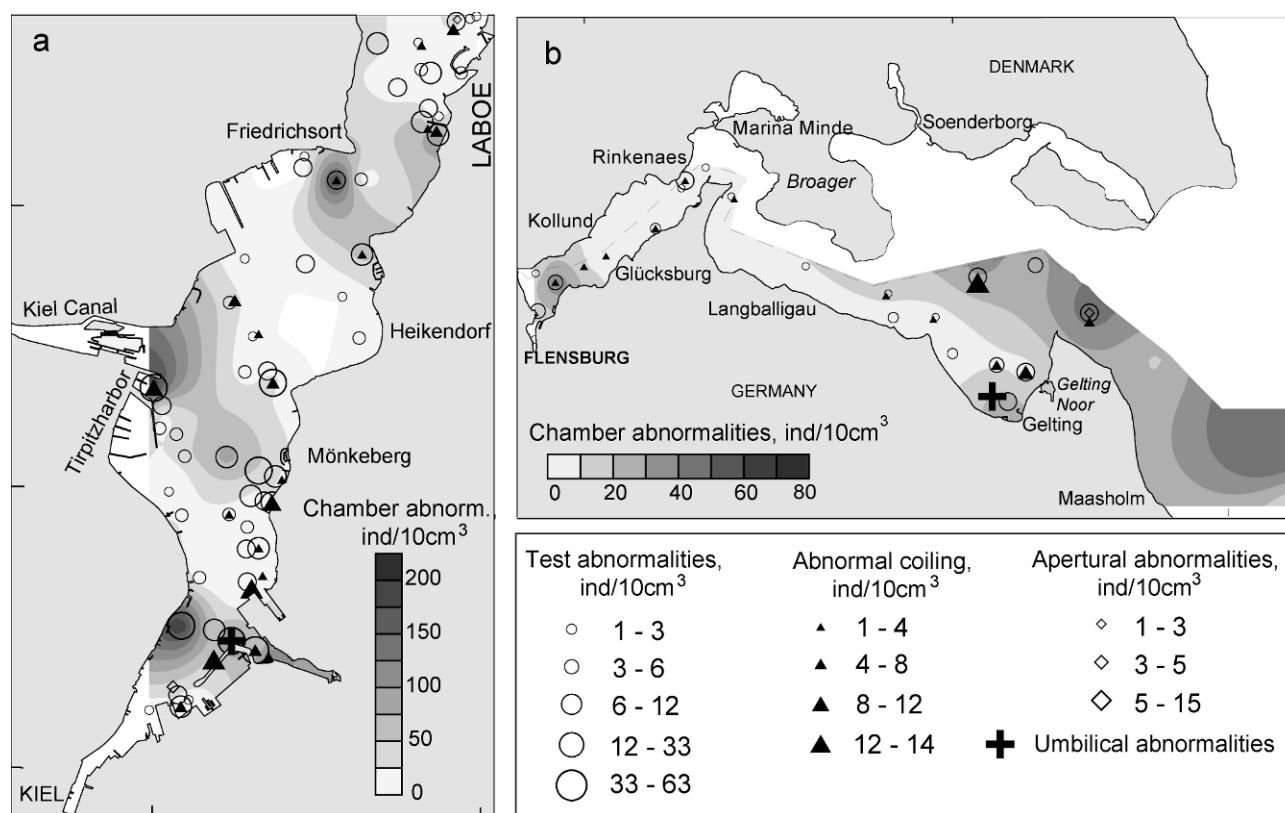 a
Friedrichsort
LABOE
Kiel Canal
Heikendorf
Tirpitzharbor
Mönkeberg
Chamber abnorm.,
ind/10cm³
200
150
100
50
0
KIEL
b
DENMARK
Marina Minde
Soenderborg
Rinkenaes
Broager
Kollund
Glücksburg
Langballigau
FLENSBURG
GERMANY
Gelting
Noor
Gelting
Chamber abnormalities, ind/10cm³
0 20 40 60 80
Maasholm
Test abnormalities,
ind/10cm³
1 - 3
3 - 6
6 - 12
12 - 33
33 - 63
Abnormal coiling,
ind/10cm³
1 - 4
4 - 8
8 - 12
12 - 14
Apertural abnormalities,
ind/10cm³
1 - 3
3 - 5
5 - 15
Umbilical abnormalities